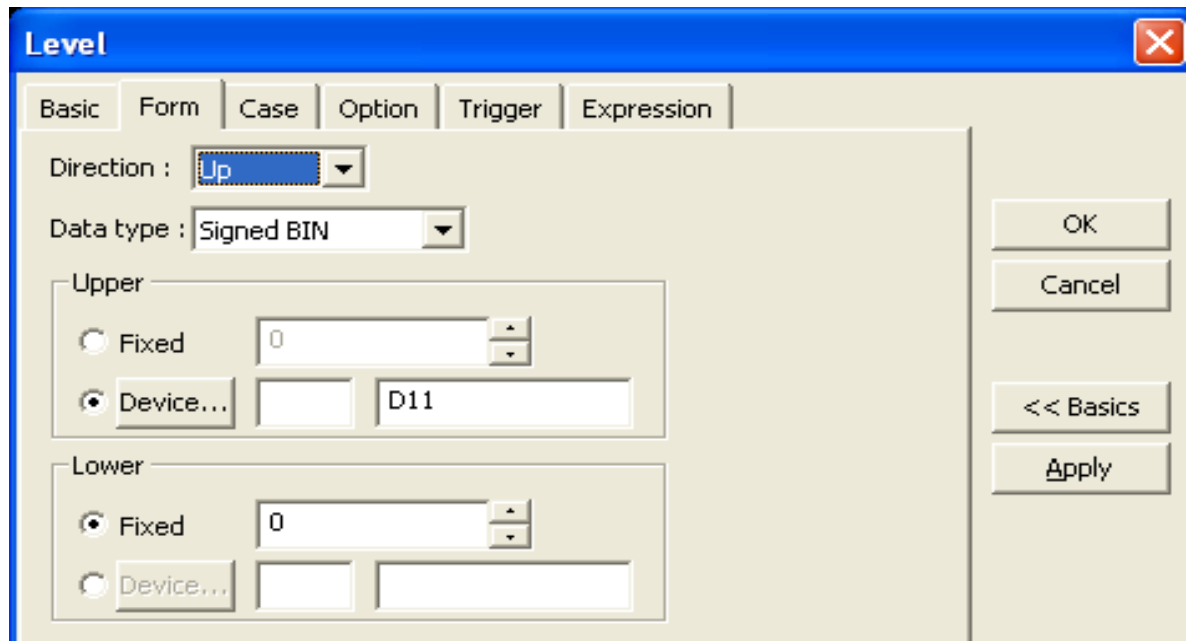 Level
Basic Form Case Option Trigger Expression
Direction : Up
Data type : Signed BIN
OK
Upper
Cancel
Fixed 0
Device... D11
<< Basics
Lower
Apply
Fixed 0
Device...